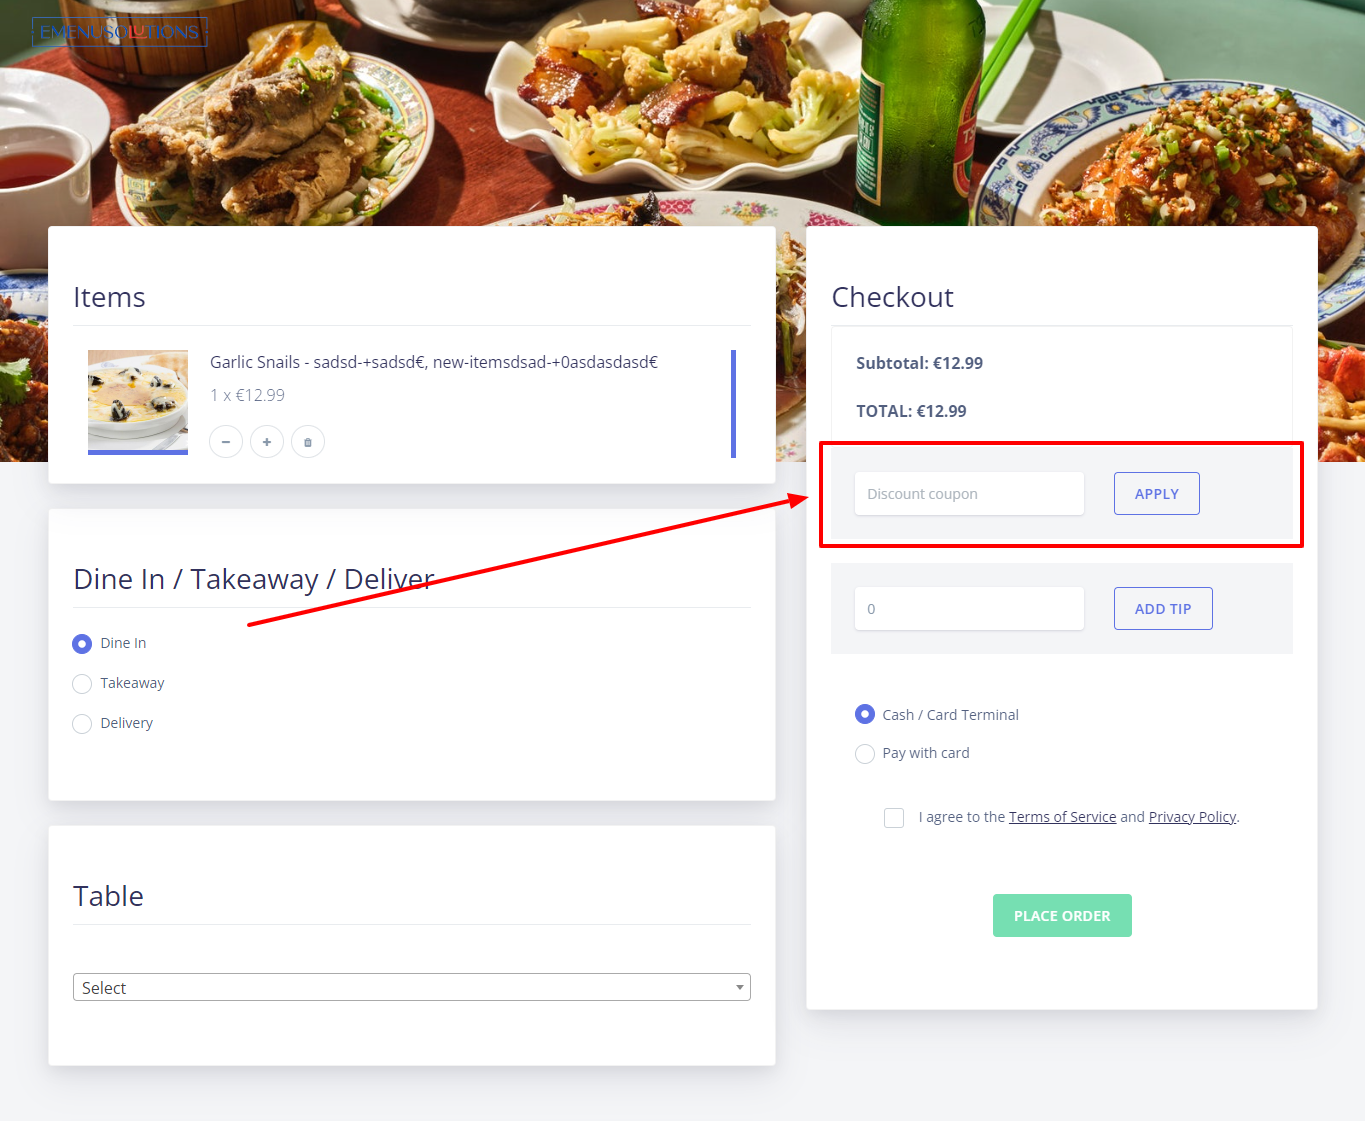 EMENUSOLUTIONS
Items
Garlic Snails - sadsd-+sadsd€, new-itemsdsad-+0asdasdasd€
1 x €12.99
Dine In / Takeaway / Deliver
Dine In
Takeaway
Delivery
Table
Select
Checkout
Subtotal: €12.99
TOTAL: €12.99
Discount coupon
APPLY
0
ADD TIP
Cash / Card Terminal
Pay with card
I agree to the Terms of Service and Privacy Policy.
PLACE ORDER